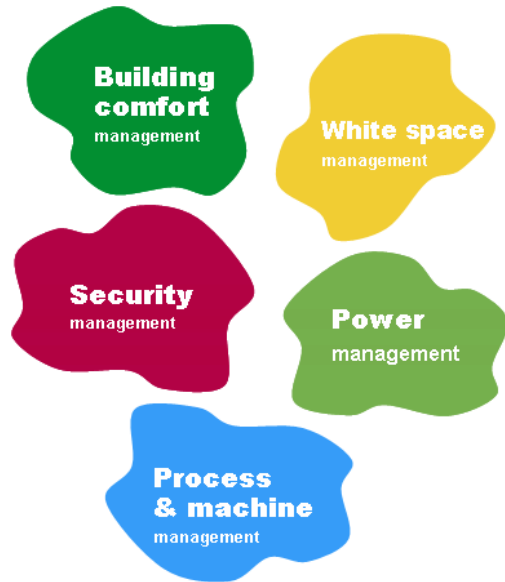 Building
comfort
management
White space
management
Security
management
Power
management
Process
& machine
management